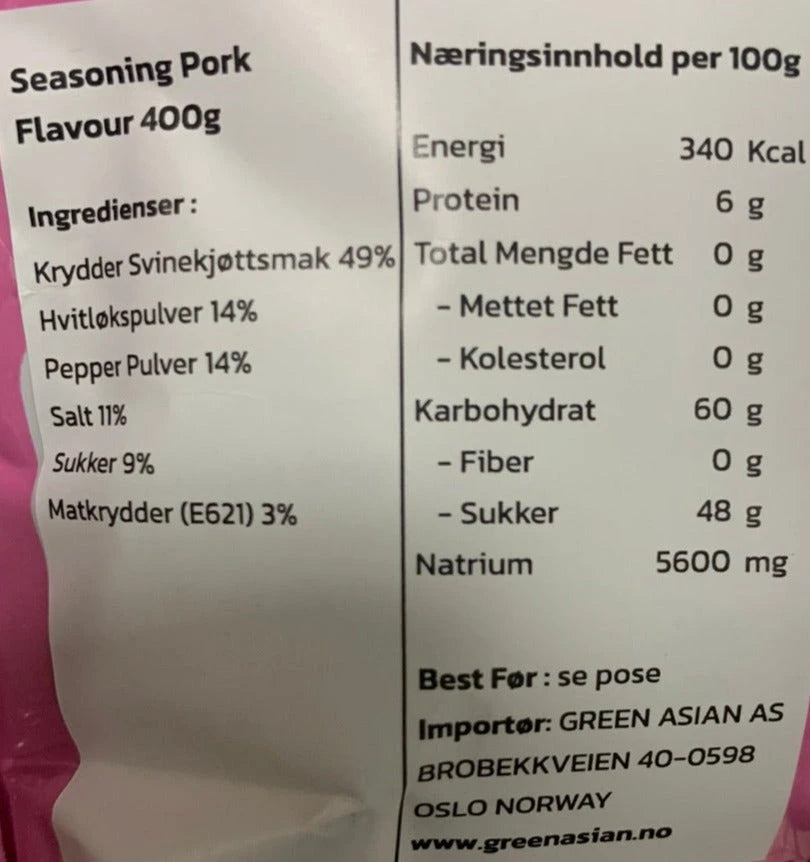 Seasoning Pork
Flavour 400g
Ingredienser :
Krydder Svinekjøttsmak 49%
Hvitløkspulver 14%
Pepper Pulver 14%
Salt 11%
Sukker 9%
Matkrydder (E621) 3%
Næringsinnhold per 100g
Energi 340 Kcal
Protein 6 g
Total Mengde Fett 0 g
- Mettet Fett 0 g
- Kolesterol 0 g
Karbohydrat 60 g
- Fiber 0 g
- Sukker 48 g
Natrium 5600 mg
Best Før : se pose
Importør: GREEN ASIAN AS
BROBEKKVEIEN 40-0598
OSLO NORWAY
www.greenasian.no